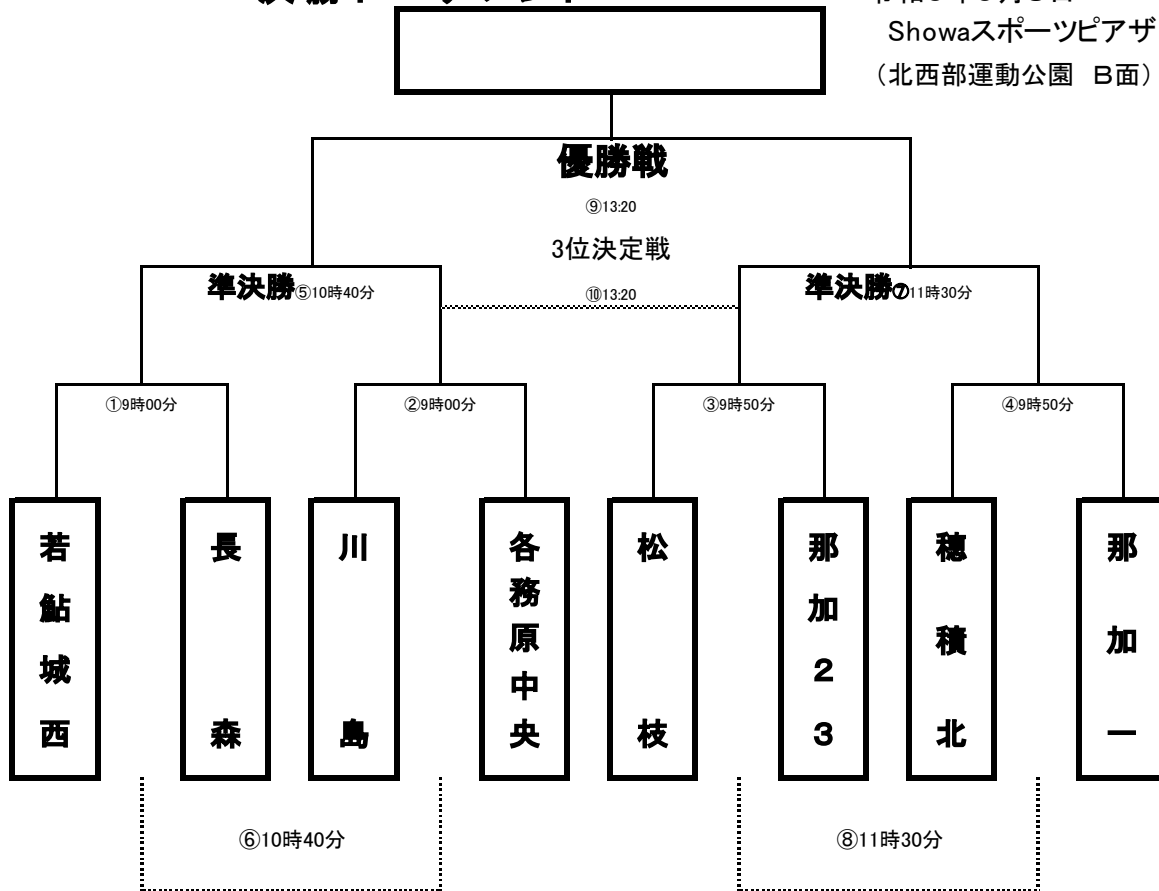 Showaスポーツピアザ
（北西部運動公園　B面）
優勝戦
⑨13:20
3位決定戦
準決勝⑤10時40分
⑩13:20
準決勝⑦11時30分
①9時00分
②9時00分
③9時50分
④9時50分
若鮎城西
長森
川島
各務原中央
松枝
那加２３
穂積北
那加一
⑥10時40分
⑧11時30分